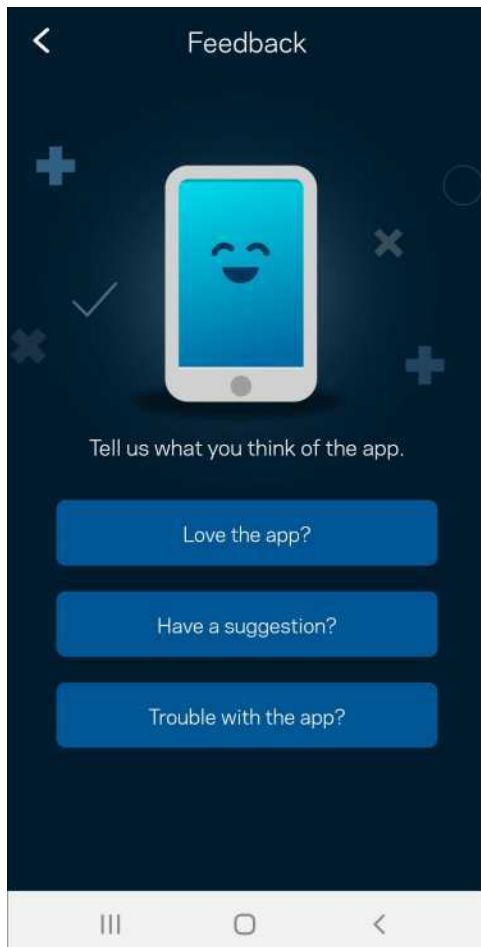 Feedback
Tell us what you think of the app.
Love the app?
Have a suggestion?
Trouble with the app?